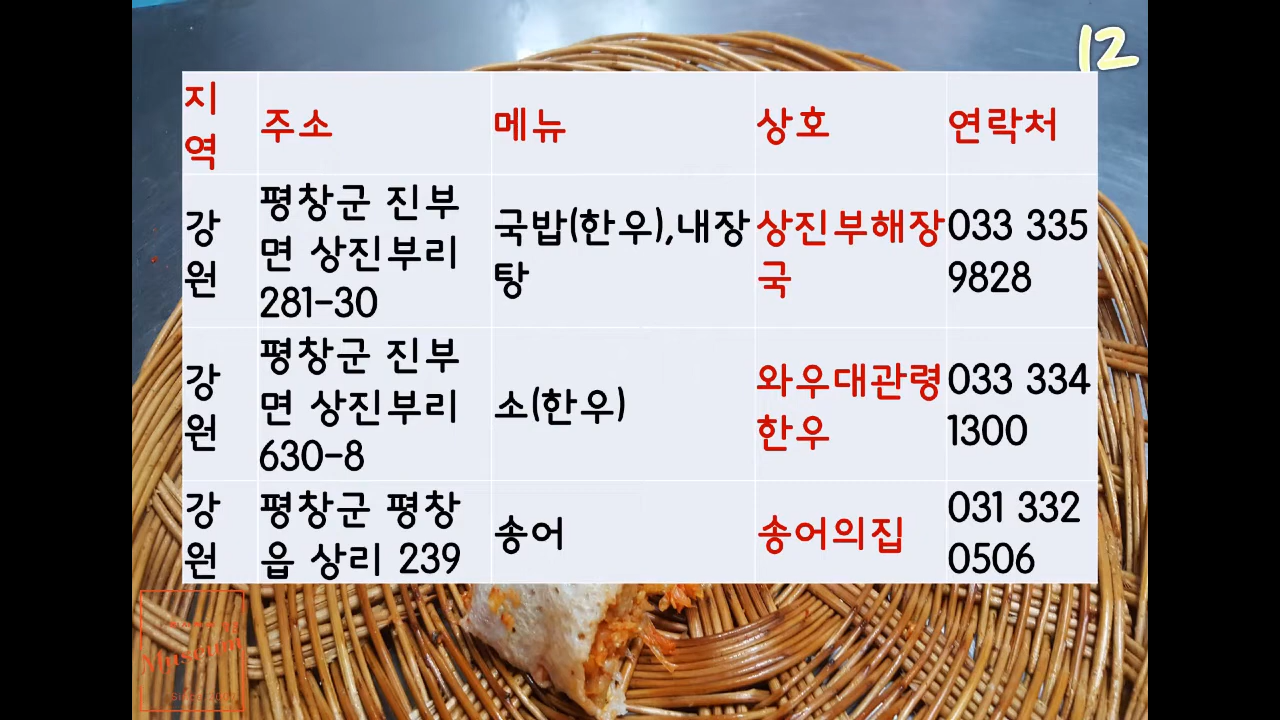 12
지역 주소 메뉴 상호 연락처
강원 평창군 진부면 상진부리 281-30 국밥(한우),내장탕 상진부해장국 033 335 9828
강원 평창군 진부면 상진부리 630-8 소(한우) 와우대관령한우 033 334 1300
강원 평창군 평창읍 상리 239 송어 송어의집 031 332 0506
Museum